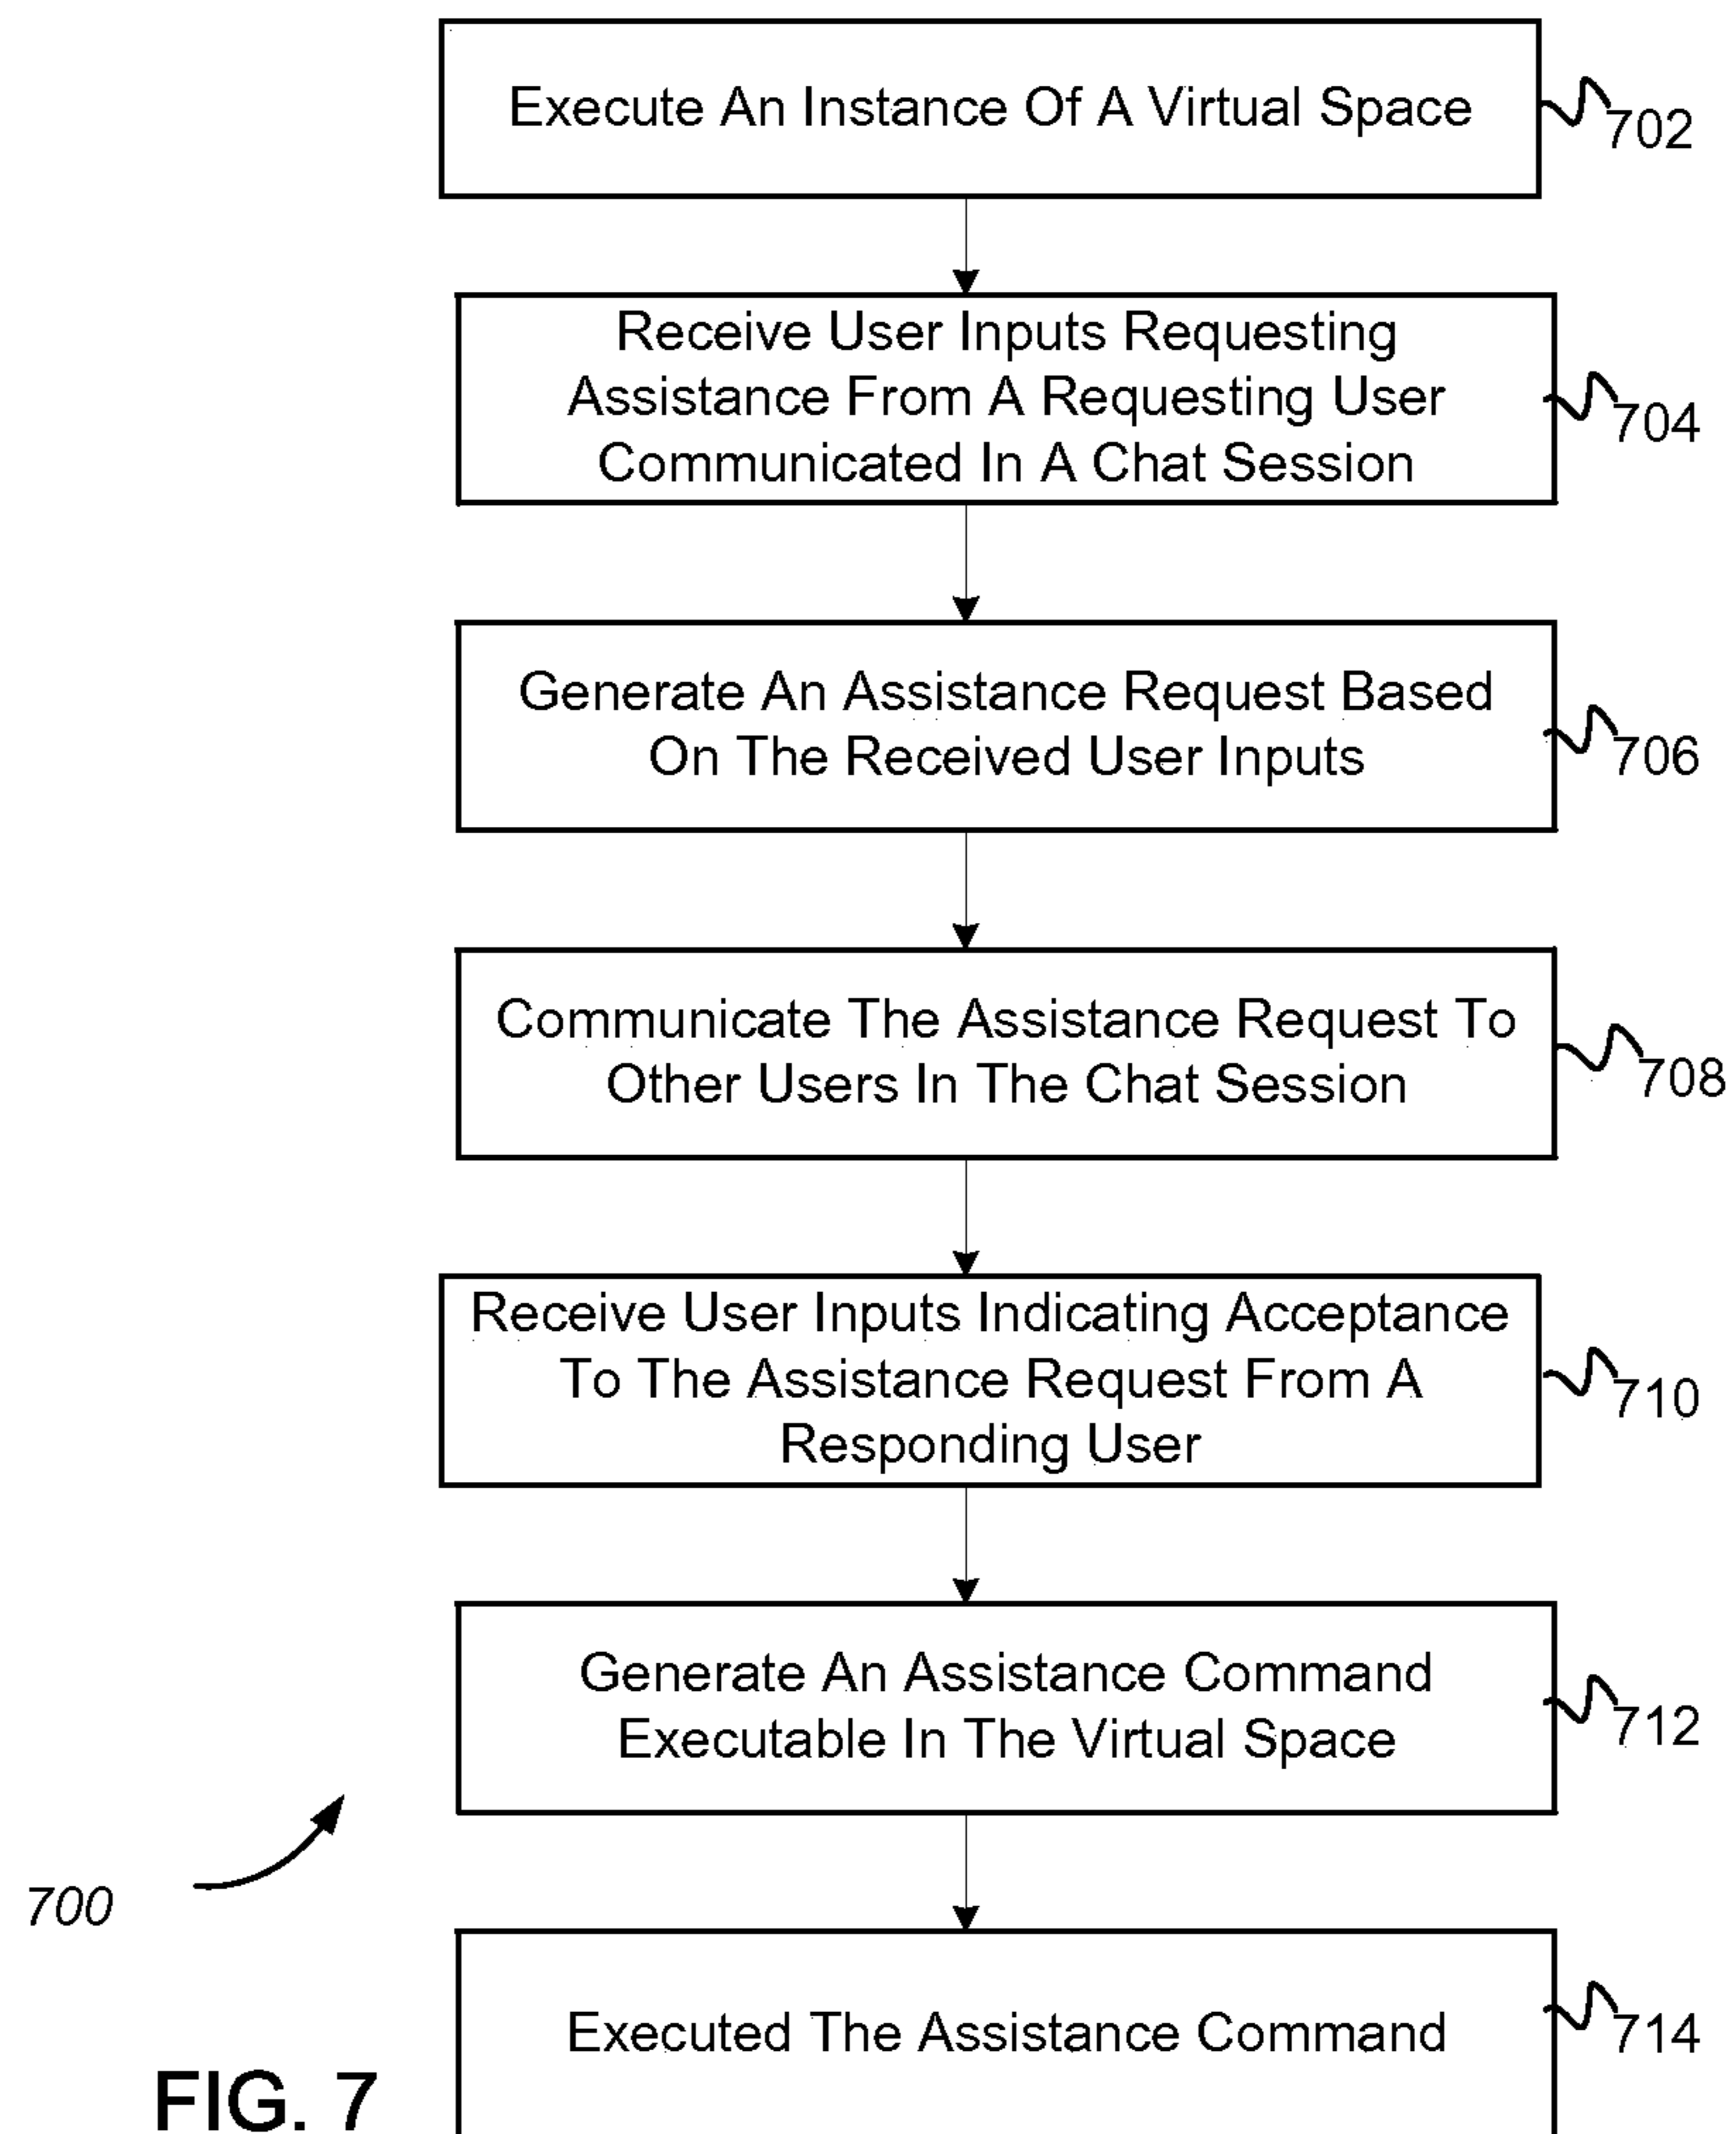 Execute An Instance Of A Virtual Space
702
Receive User Inputs Requesting
Assistance From A Requesting User
Communicated In A Chat Session
704
Generate An Assistance Request Based
On The Received User Inputs
706
Communicate The Assistance Request To
Other Users In The Chat Session
708
Receive User Inputs Indicating Acceptance
To The Assistance Request From A
Responding User
710
Generate An Assistance Command
Executable In The Virtual Space
712
700
Executed The Assistance Command
714
FIG. 7